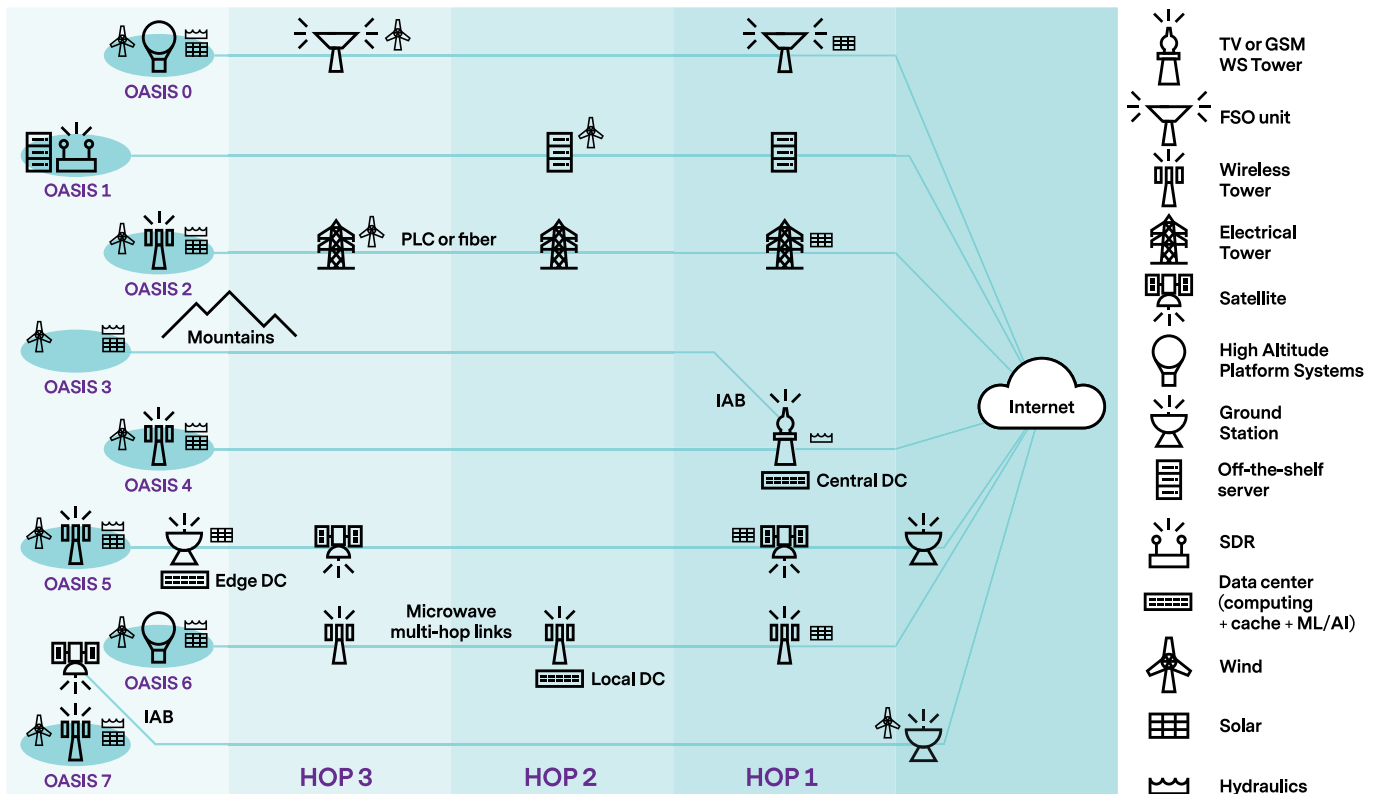 OASIS 0
OASIS 1
OASIS 2
PLC or fiber
Mountains
OASIS 3
IAB
Internet
OASIS 4
Central DC
OASIS 5
Edge DC
Microwave
multi-hop links
OASIS 6
Local DC
IAB
OASIS 7
HOP 3
HOP 2
HOP 1
TV or GSM
WS Tower
FSO unit
Wireless
Tower
Electrical
Tower
Satellite
High Altitude
Platform Systems
Ground
Station
Off-the-shelf
server
SDR
Data center
(computing
+ cache + ML/AI)
Wind
Solar
Hydraulics